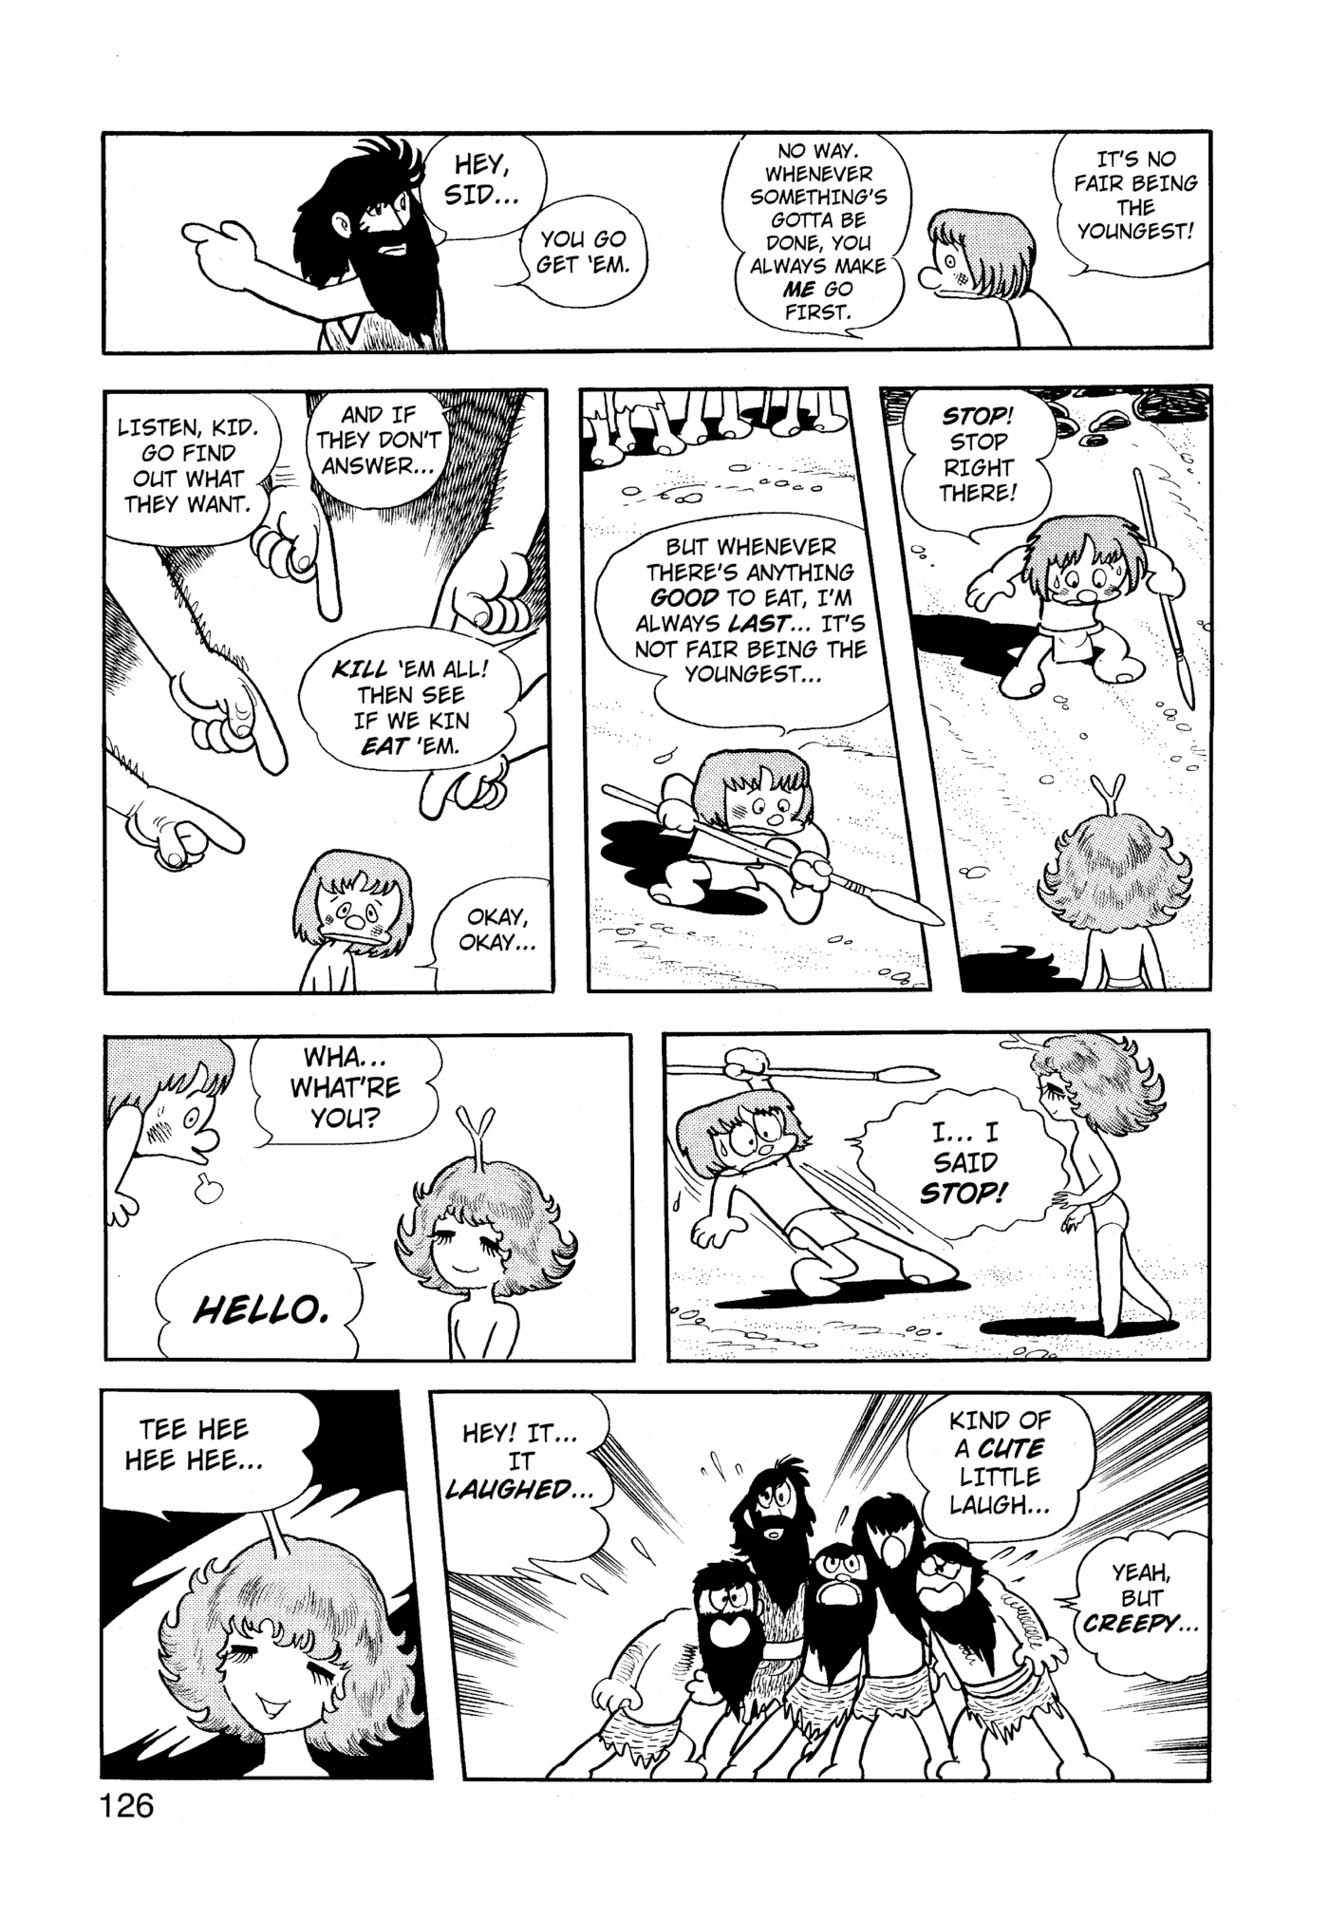 HEY,
SID...
YOU GO
GET 'EM.
NO WAY.
WHENEVER
SOMETHING'S
GOTTA BE
DONE, YOU
ALWAYS MAKE
ME GO
FIRST.
IT'S NO
FAIR BEING
THE
YOUNGEST!
LISTEN, KID.
GO FIND
OUT WHAT
THEY WANT.
AND IF
THEY DON'T
ANSWER...
KILL 'EM ALL!
THEN SEE
IF WE KIN
EAT 'EM.
OKAY,
OKAY...
BUT WHENEVER
THERE'S ANYTHING
GOOD TO EAT, I'M
ALWAYS LAST... IT'S
NOT FAIR BEING THE
YOUNGEST...
STOP!
STOP
RIGHT
THERE!
WHA...
WHAT'RE
YOU?
HELLO.
I... I
SAID
STOP!
TEE HEE
HEE HEE...
HEY! IT...
IT
LAUGHED...
KIND OF
A CUTE
LITTLE
LAUGH...
YEAH,
BUT
CREEPY...
126